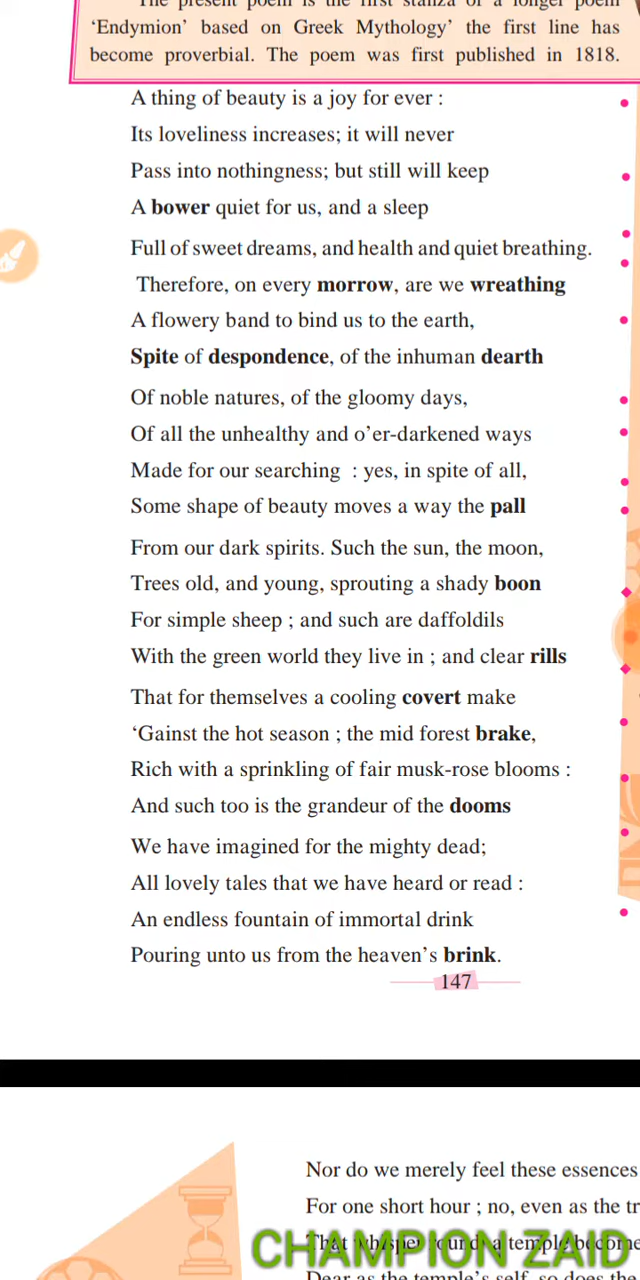 The present poem is the first stanza of a longer poem
‘Endymion’ based on Greek Mythology’ the first line has
become proverbial. The poem was first published in 1818.
A thing of beauty is a joy for ever :
Its loveliness increases; it will never
Pass into nothingness; but still will keep
A bower quiet for us, and a sleep
Full of sweet dreams, and health and quiet breathing.
Therefore, on every morrow, are we wreathing
A flowery band to bind us to the earth,
Spite of despondence, of the inhuman dearth
Of noble natures, of the gloomy days,
Of all the unhealthy and o’er-darkened ways
Made for our searching : yes, in spite of all,
Some shape of beauty moves a way the pall
From our dark spirits. Such the sun, the moon,
Trees old, and young, sprouting a shady boon
For simple sheep ; and such are daffoldils
With the green world they live in ; and clear rills
That for themselves a cooling covert make
‘Gainst the hot season ; the mid forest brake,
Rich with a sprinkling of fair musk-rose blooms :
And such too is the grandeur of the dooms
We have imagined for the mighty dead;
All lovely tales that we have heard or read :
An endless fountain of immortal drink
Pouring unto us from the heaven’s brink.
147
Nor do we merely feel these essences
For one short hour ; no, even as the tr
That whisper round a temple become
Dear as the temple’s self, so does the
CHAMPION ZAID